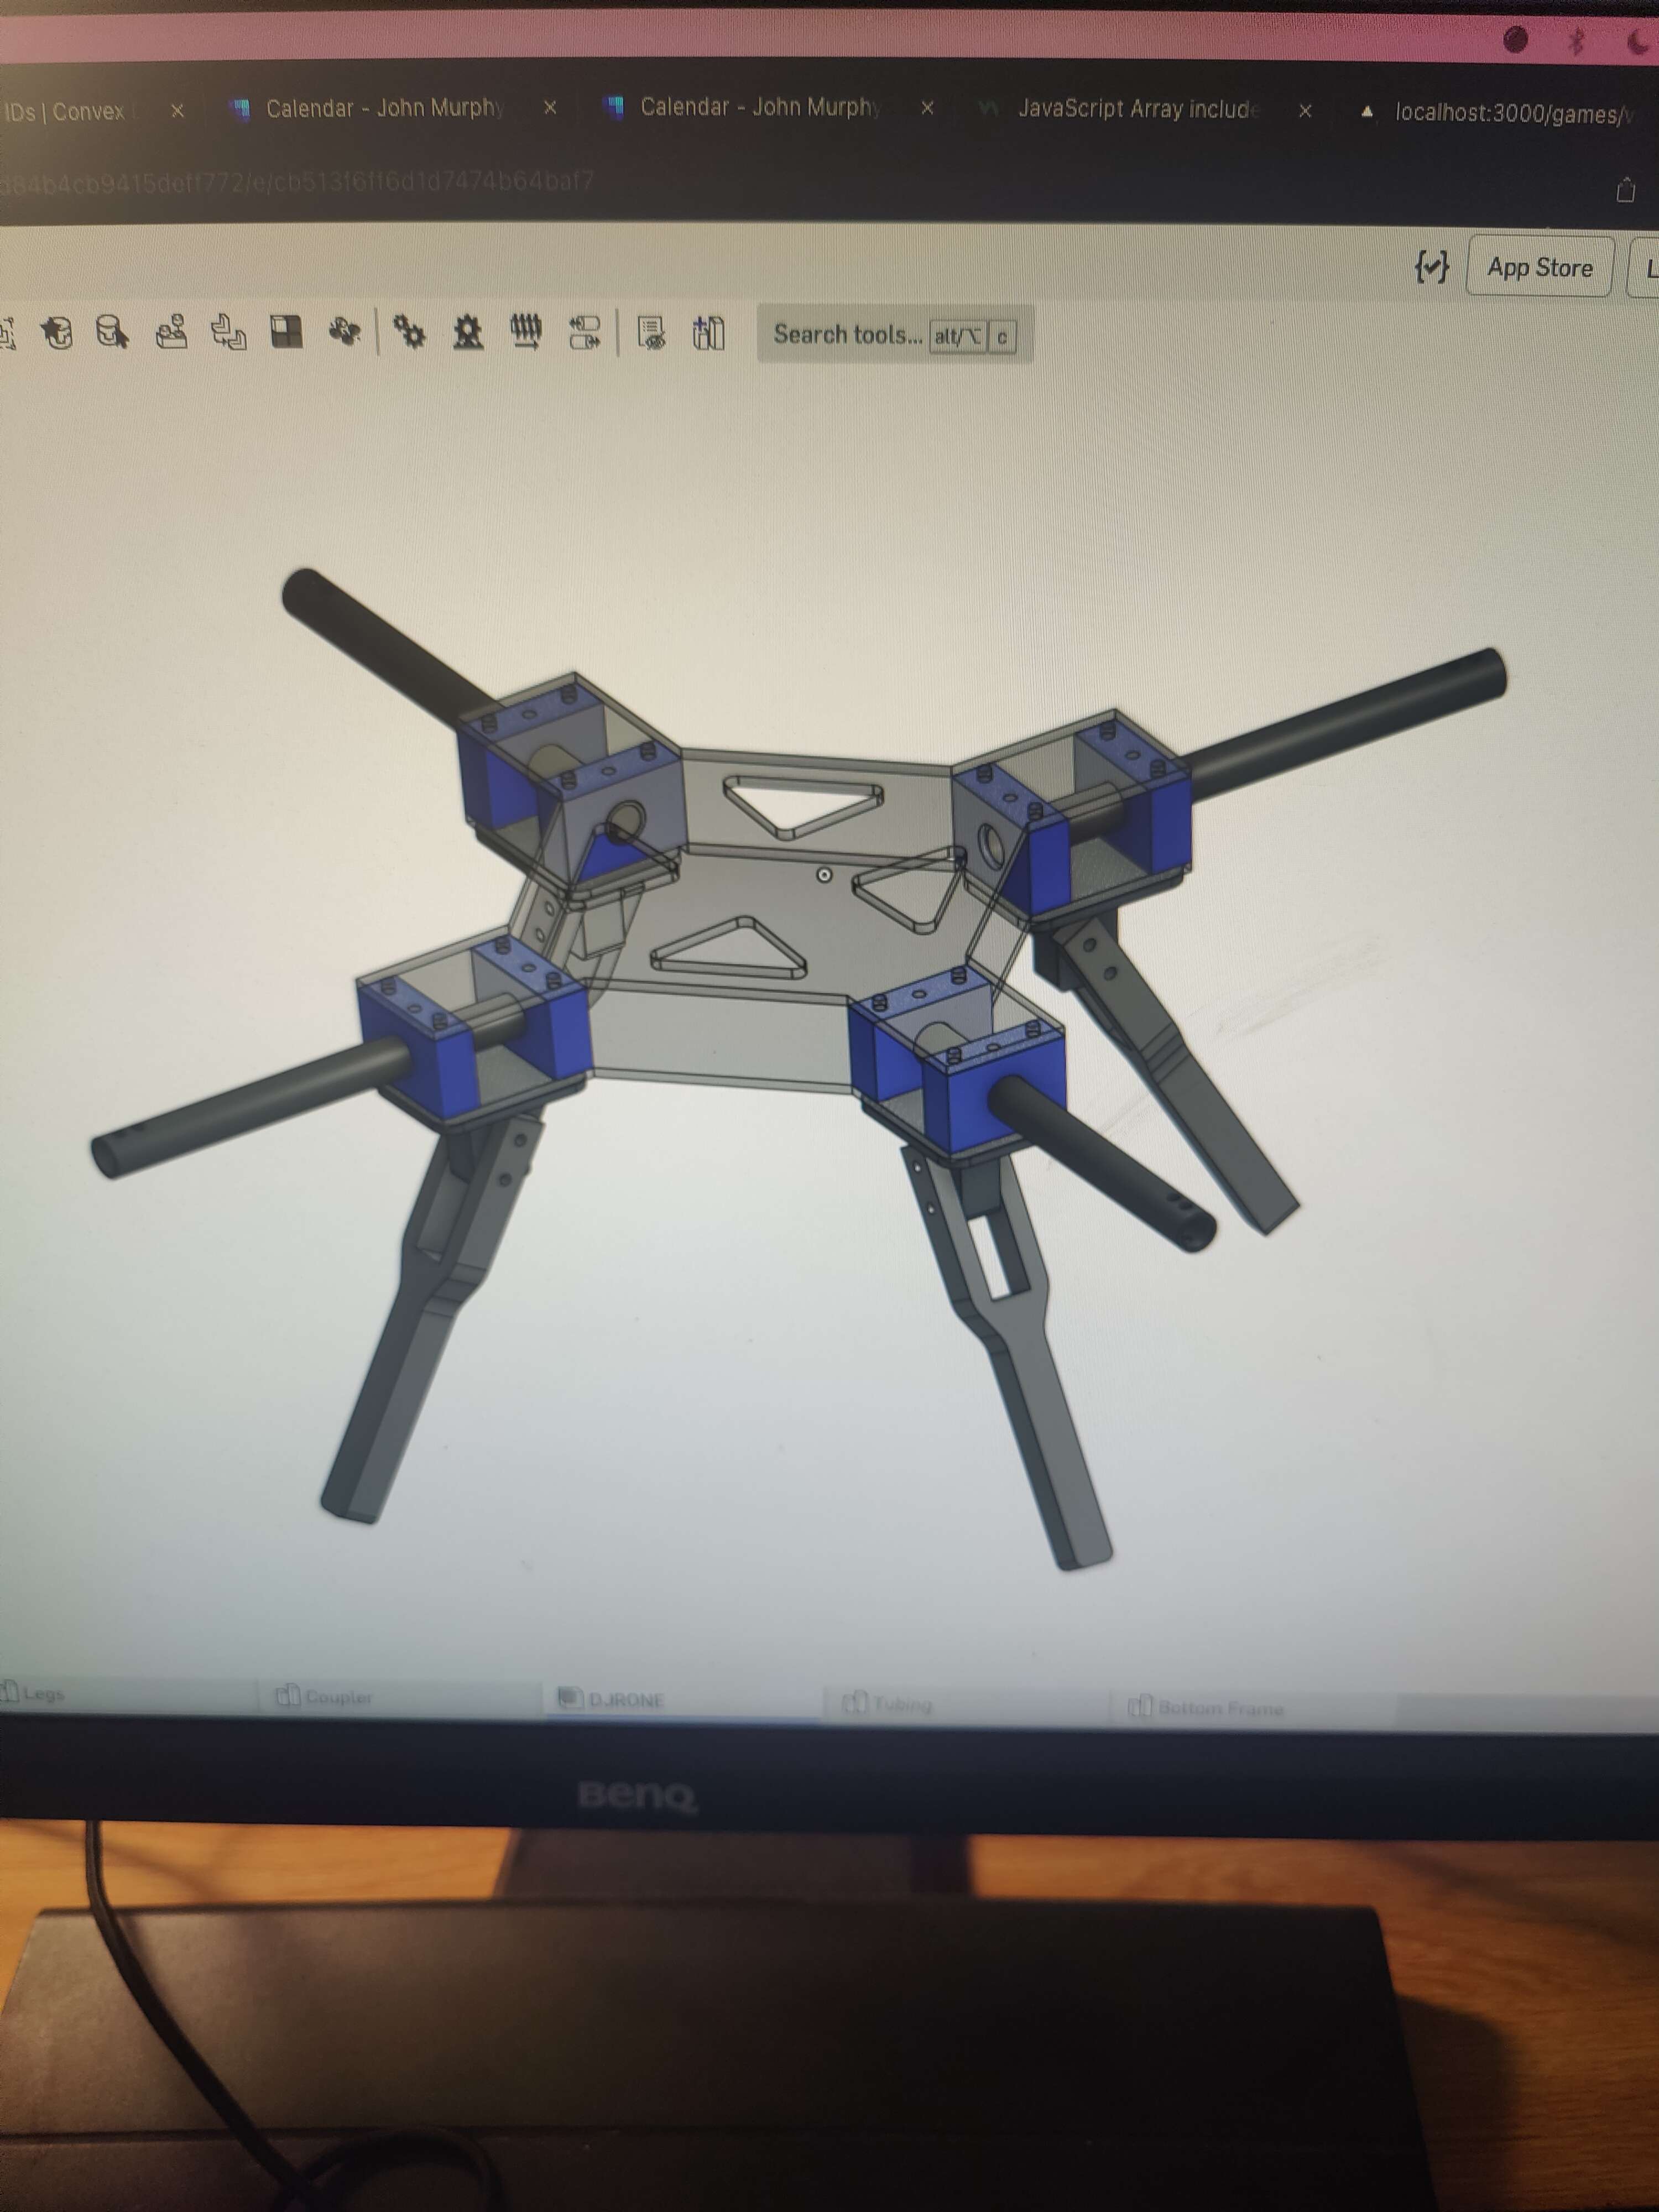 IDs | Convex
Calendar - John Murphy
Calendar - John Murphy
JavaScript Array include
localhost:3000/games/v
d84b4cb9415deff772/e/cb513f6ff6d1d7474b64baf7
App Store
L
Search tools... alt/⌥ c
Legs
Coupler
DJRONE
Tubing
Bottom Frame
BenQ